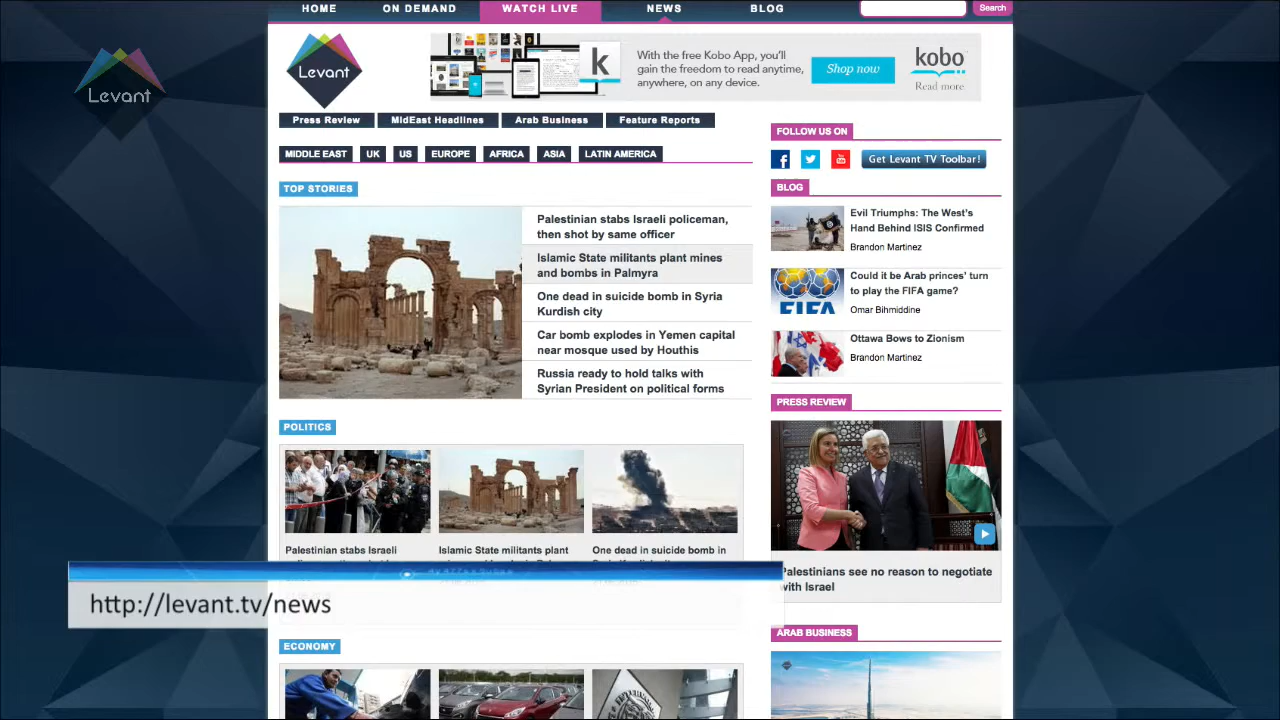 HOME ON DEMAND WATCH LIVE NEWS BLOG Search
Levant
Levant
With the free Kobo App, you'll
gain the freedom to read anytime,
anywhere, on any device.
k
Shop now
kobo
Read more
Press Review MidEast Headlines Arab Business Feature Reports
MIDDLE EAST UK US EUROPE AFRICA ASIA LATIN AMERICA
TOP STORIES
Palestinian stabs Israeli policeman,
then shot by same officer
Islamic State militants plant mines
and bombs in Palmyra
One dead in suicide bomb in Syria
Kurdish city
Car bomb explodes in Yemen capital
near mosque used by Houthis
Russia ready to hold talks with
Syrian President on political forms
POLITICS
Palestinian stabs Israeli
Islamic State militants plant
One dead in suicide bomb in
http://levant.tv/news
ECONOMY
FOLLOW US ON
Get Levant TV Toolbar!
BLOG
Evil Triumphs: The West's
Hand Behind ISIS Confirmed
Brandon Martinez
Could it be Arab princes' turn
to play the FIFA game?
Omar Bihmiddine
FIFA
Ottawa Bows to Zionism
Brandon Martinez
PRESS REVIEW
Palestinians see no reason to negotiate
with Israel
ARAB BUSINESS